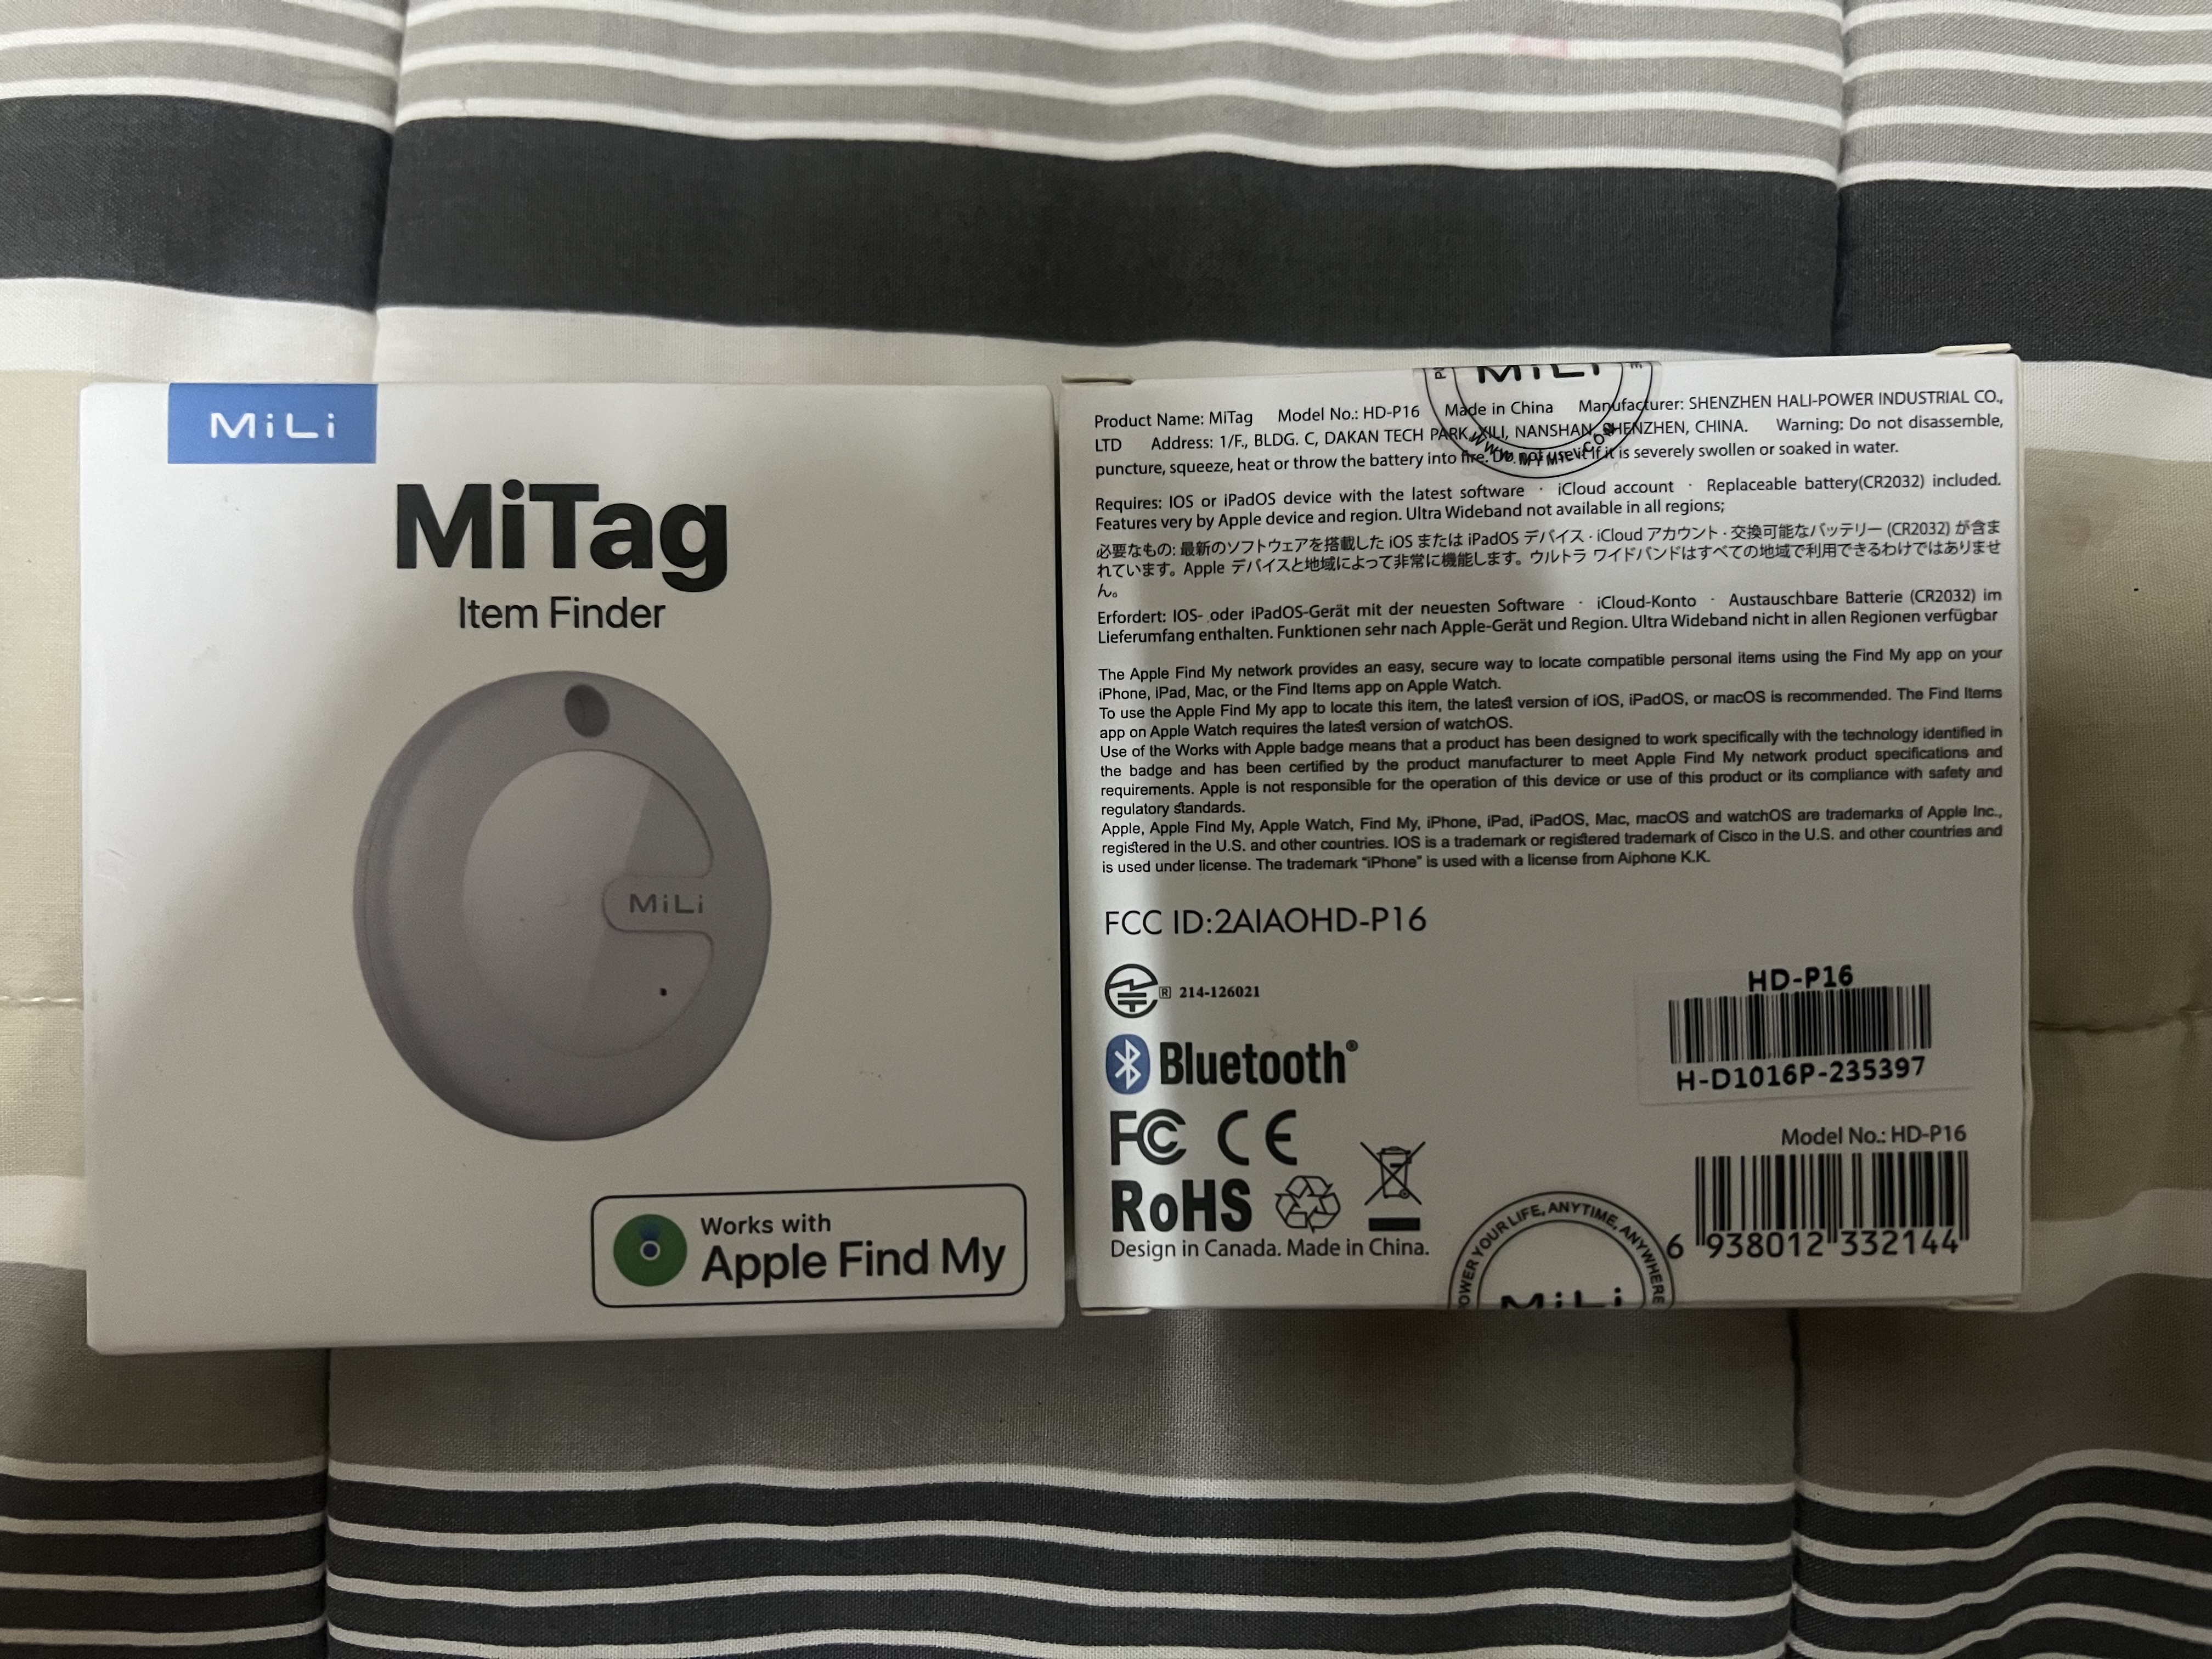 MiLi
MiTag
Item Finder
MiLi
Works with
Apple Find My
MiLi
WWW.MYMILI.COM
Product Name: MiTag Model No.: HD-P16 Made in China Manufacturer: SHENZHEN HALI-POWER INDUSTRIAL CO.,
LTD Address: 1/F., BLDG. C, DAKAN TECH PARK, XILI, NANSHAN, SHENZHEN, CHINA. Warning: Do not disassemble,
puncture, squeeze, heat or throw the battery into fire. Do not use it if it is severely swollen or soaked in water.
Requires: IOS or iPadOS device with the latest software · iCloud account · Replaceable battery(CR2032) included.
Features very by Apple device and region. Ultra Wideband not available in all regions;
必要なもの: 最新のソフトウェアを搭載した iOS または iPadOS デバイス · iCloud アカウント · 交換可能なバッテリー (CR2032) が含ま
れています。Apple デバイスと地域によって非常に機能します。ウルトラ ワイドバンドはすべての地域で利用できるわけではありませ
ん。
Erfordert: IOS- oder iPadOS-Gerät mit der neuesten Software · iCloud-Konto · Austauschbare Batterie (CR2032) im
Lieferumfang enthalten. Funktionen sehr nach Apple-Gerät und Region. Ultra Wideband nicht in allen Regionen verfügbar
The Apple Find My network provides an easy, secure way to locate compatible personal items using the Find My app on your
iPhone, iPad, Mac, or the Find Items app on Apple Watch.
To use the Apple Find My app to locate this item, the latest version of iOS, iPadOS, or macOS is recommended. The Find Items
app on Apple Watch requires the latest version of watchOS.
Use of the Works with Apple badge means that a product has been designed to work specifically with the technology identified in
the badge and has been certified by the product manufacturer to meet Apple Find My network product specifications and
requirements. Apple is not responsible for the operation of this device or use of this product or its compliance with safety and
regulatory standards.
Apple, Apple Find My, Apple Watch, Find My, iPhone, iPad, iPadOS, Mac, macOS and watchOS are trademarks of Apple Inc.,
registered in the U.S. and other countries. IOS is a trademark or registered trademark of Cisco in the U.S. and other countries and
is used under license. The trademark "iPhone" is used with a license from Aiphone K.K.
FCC ID:2AIAOHD-P16
R 214-126021
Bluetooth®
FC CE
RoHS
Design in Canada. Made in China.
HD-P16
H-D1016P-235397
Model No.: HD-P16
6 938012 332144
POWER YOUR LIFE, ANYTIME, ANYWHERE
MiLi